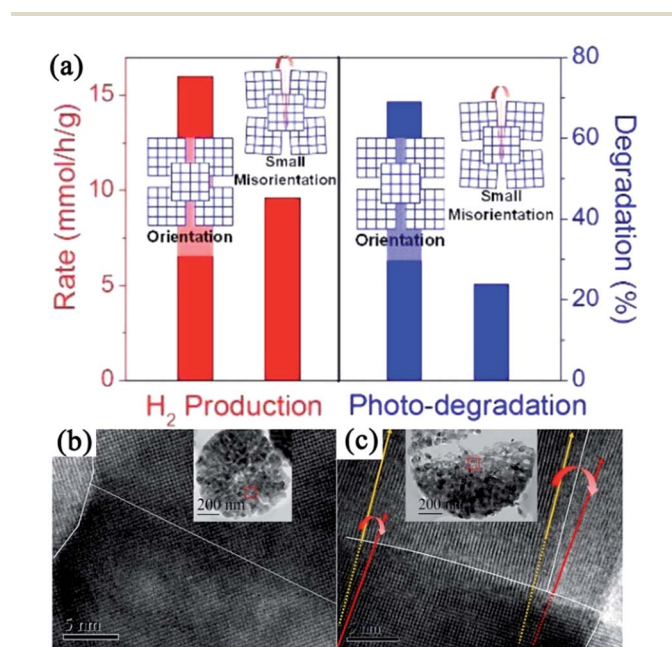 (a)
15
10
5
0
Rate (mmol/h/g)
80
60
40
20
0
Degradation (%)
Small
Misorientation
Orientation
Small
Misorientation
Orientation
H₂ Production
Photo-degradation
(b)
200 nm
5 nm
(c)
200 nm
nm